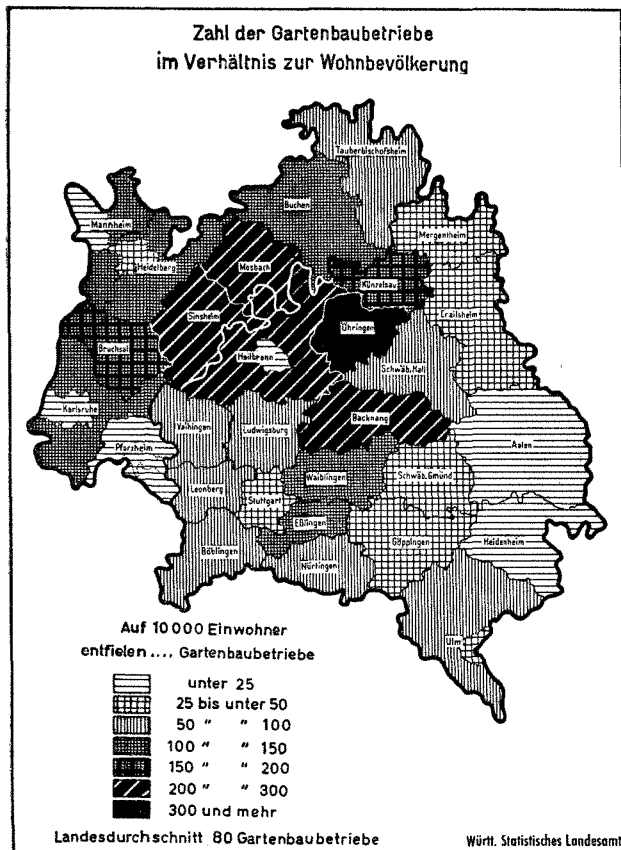 Zahl der Gartenbaubetriebe
im Verhältnis zur Wohnbevölkerung
Tauberbischofsheim
Buchen
Mannheim
Mergentheim
Heidelberg
Mosbach
Künzelsau
Sinsheim
Crailsheim
Öhringen
Bruchsal
Heilbronn
Schwäb. Hall
Karlsruhe
Backnang
Vaihingen
Ludwigsburg
Pforzheim
Aalen
Waiblingen
Schwäb. Gmünd
Leonberg
Stuttgart
Eßlingen
Göppingen
Heidenheim
Böblingen
Nürtingen
Ulm
Auf 10 000 Einwohner
entfielen .... Gartenbaubetriebe
unter 25
25 bis unter 50
50 " " 100
100 " " 150
150 " " 200
200 " " 300
300 und mehr
Landesdurchschnitt 80 Gartenbaubetriebe
Württ. Statistisches Landesamt